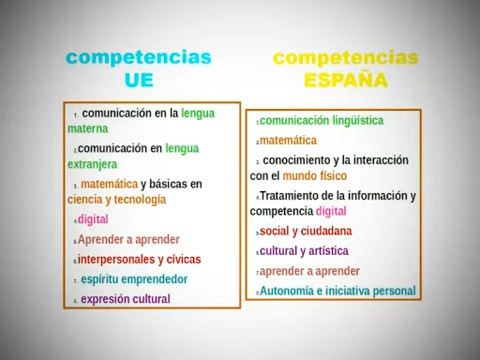 competencias
UE
1. comunicación en la lengua
materna
2.comunicación en lengua
extranjera
3. matemática y básicas en
ciencia y tecnología
4.digital
5.Aprender a aprender
6.interpersonales y cívicas
7. espíritu emprendedor
8. expresión cultural
competencias
ESPAÑA
1.comunicación lingüística
2.matemática
3. conocimiento y la interacción
con el mundo físico
4.Tratamiento de la información y
competencia digital
5.social y ciudadana
6.cultural y artística
7.aprender a aprender
8.Autonomía e iniciativa personal